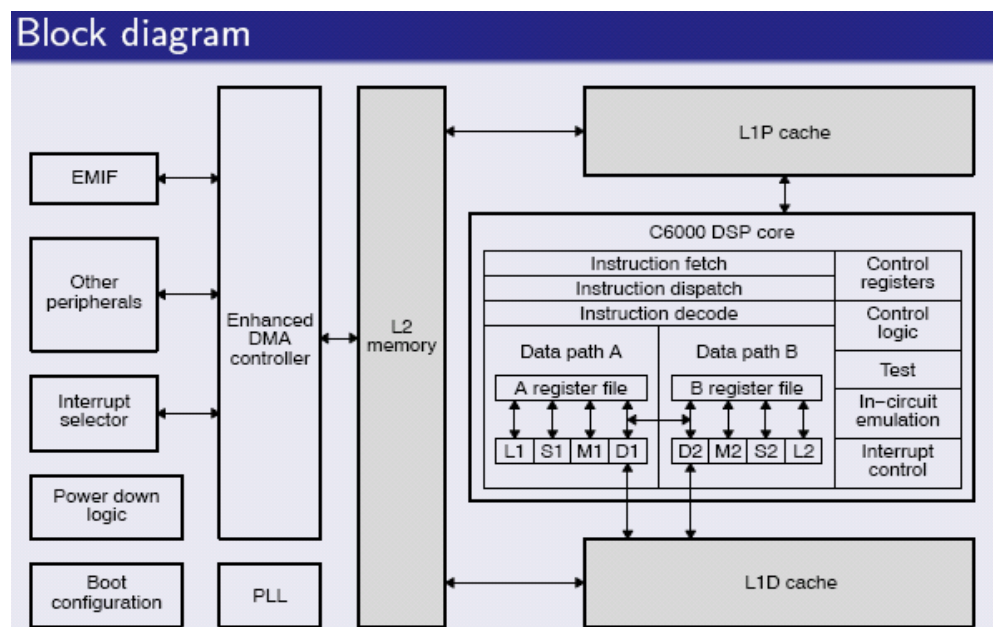 Block diagram
EMIF
Other
peripherals
Interrupt
selector
Power down
logic
Boot
configuration
Enhanced
DMA
controller
PLL
L2
memory
L1P cache
C6000 DSP core
Instruction fetch
Instruction dispatch
Instruction decode
Data path A
Data path B
A register file
B register file
L1 S1 M1 D1
D2 M2 S2 L2
Control
registers
Control
logic
Test
In-circuit
emulation
Interrupt
control
L1D cache